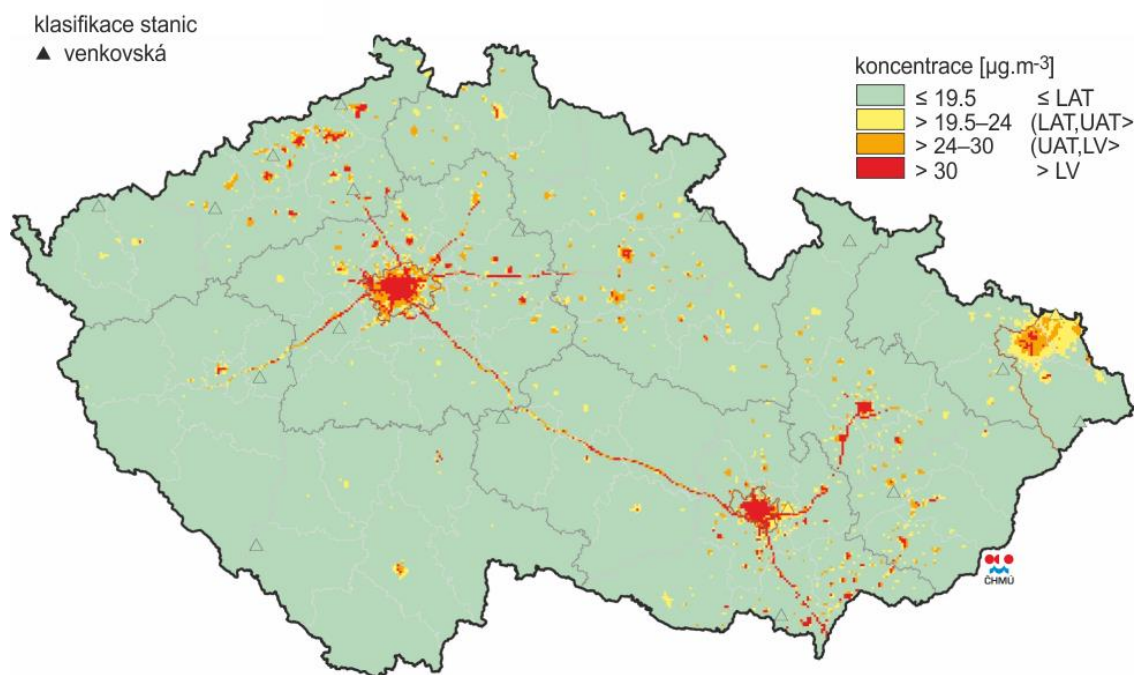 klasifikace stanic
▲ venkovská
koncentrace [µg.m-3]
≤ 19.5 ≤ LAT
> 19.5–24 (LAT,UAT>
> 24–30 (UAT,LV>
> 30 > LV
ČHMÚ